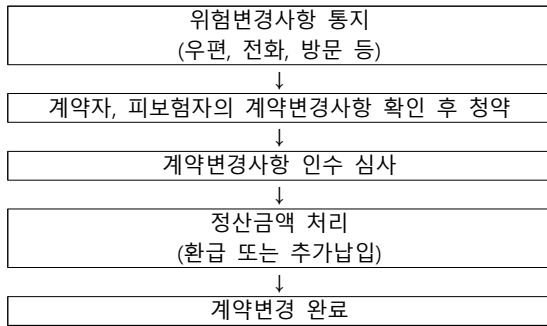 위험변경사항 통지
(우편, 전화, 방문 등)
↓
계약자, 피보험자의 계약변경사항 확인 후 청약
↓
계약변경사항 인수 심사
↓
정산금액 처리
(환급 또는 추가납입)
↓
계약변경 완료